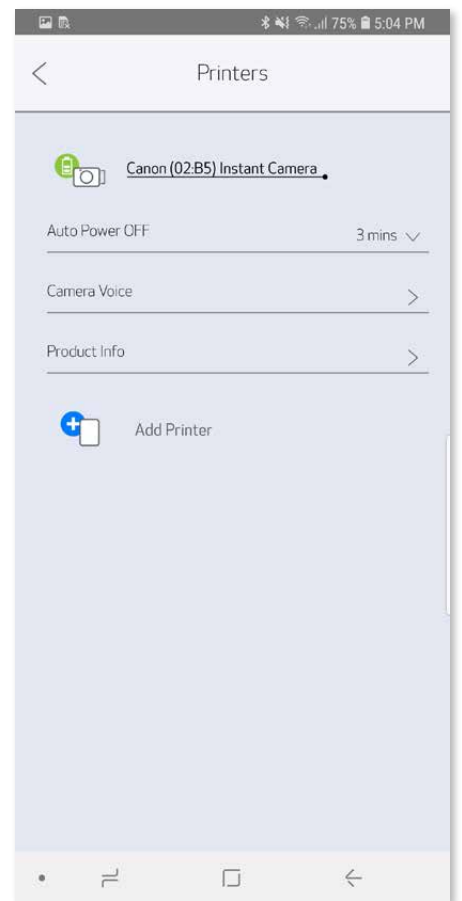 75% 5:04 PM
Printers
Canon (02:B5) Instant Camera
Auto Power OFF 3 mins
Camera Voice
Product Info
Add Printer